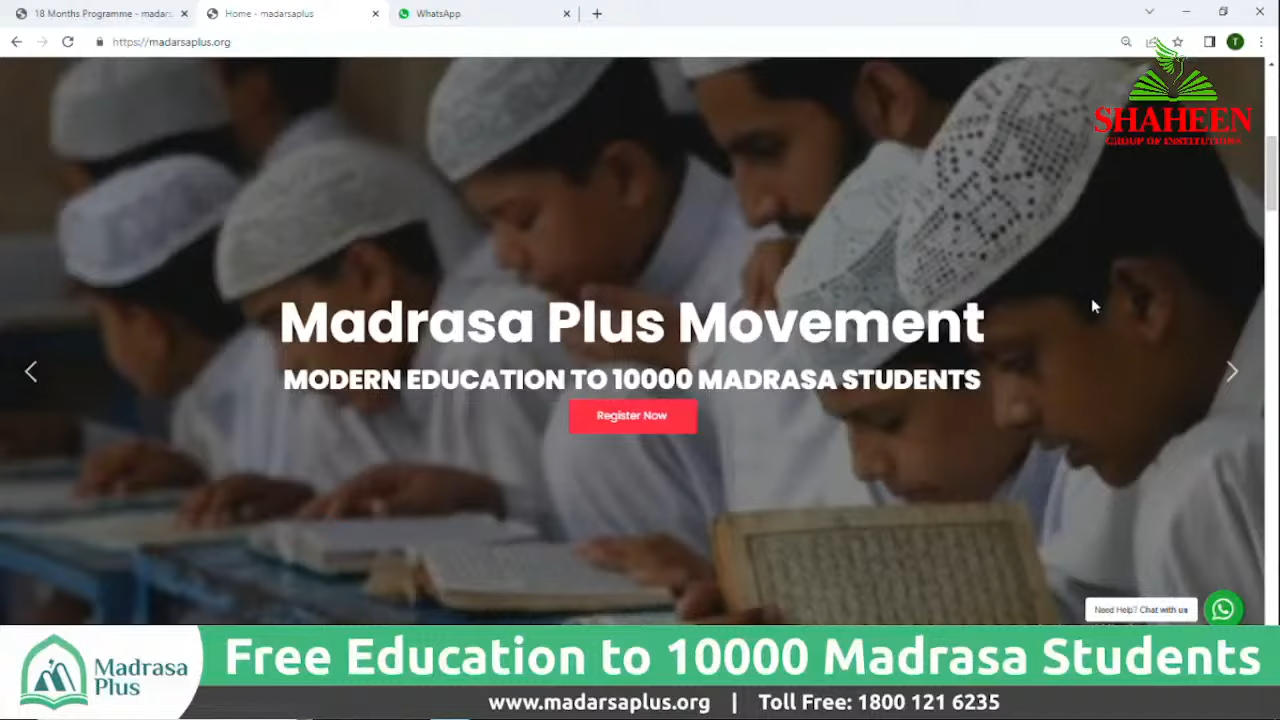 18 Months Programme - madars
Home - madarsaplus
WhatsApp
https://madarsaplus.org
T
SHAHEEN
GROUP OF INSTITUTIONS
Madrasa Plus Movement
MODERN EDUCATION TO 10000 MADRASA STUDENTS
Register Now
Need Help? Chat with us
Madrasa
Plus
Free Education to 10000 Madrasa Students
www.madarsaplus.org | Toll Free: 1800 121 6235